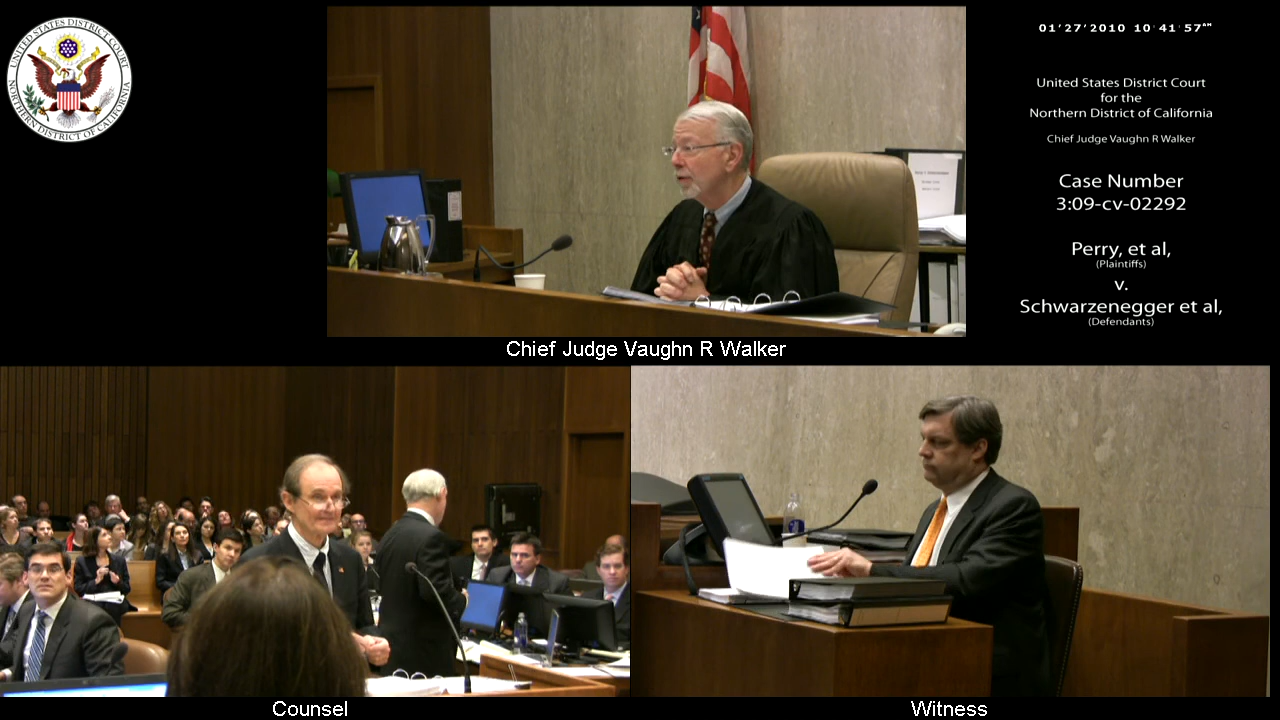 UNITED STATES DISTRICT COURT
NORTHERN DISTRICT OF CALIFORNIA
01'27'2010 10:41:57 AM
United States District Court
for the
Northern District of California
Chief Judge Vaughn R Walker
Case Number
3:09-cv-02292
Perry, et al,
(Plaintiffs)
v.
Schwarzenegger et al,
(Defendants)
Chief Judge Vaughn R Walker
Counsel
Witness